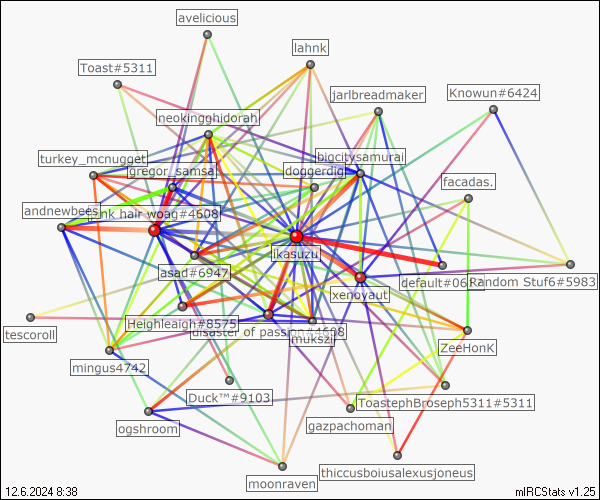 avelicious
lahnk
Toast#5311
jarlbreadmaker
Knowun#6424
neokingghidorah
turkey_mcnugget
bigcitysamurai
gregor_samsa
doggerdig
facadas.
andnewbees
pink hair woag#4608
ikasuzu
asad#6947
default#06
Random Stuf6#5983
xenoyaut
Heighleaigh#8575
disaster of passion#4608
mukszi
tescoroll
ZeeHonK
mingus4742
Duck™#9103
ToastephBroseph5311#5311
ogshroom
gazpachoman
thiccusboiusalexusjoneus
moonraven
12.6.2024 8:38
mIRCStats v1.25